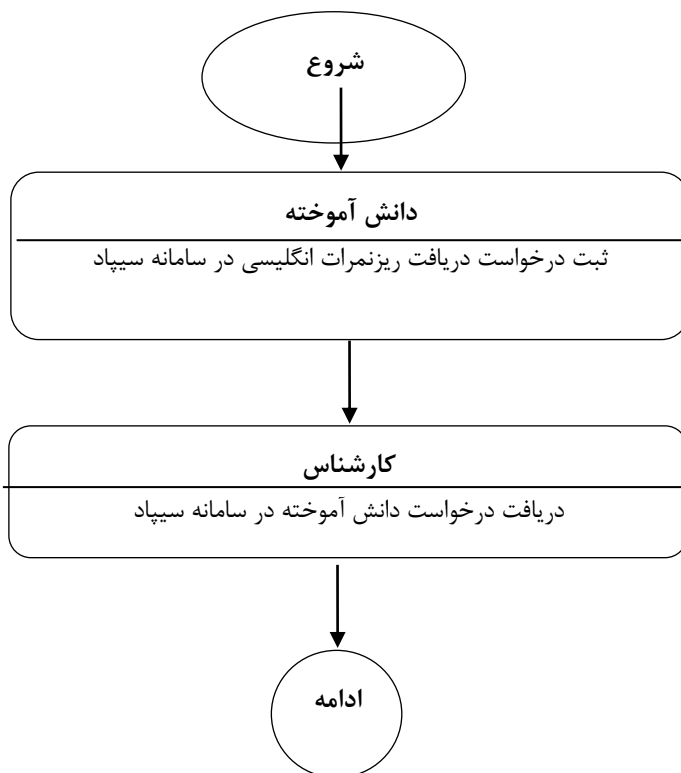 شروع
دانش آموخته
ثبت درخواست دریافت ریزنمرات انگلیسی در سامانه سیپاد
کارشناس
دریافت درخواست دانش آموخته در سامانه سیپاد
ادامه